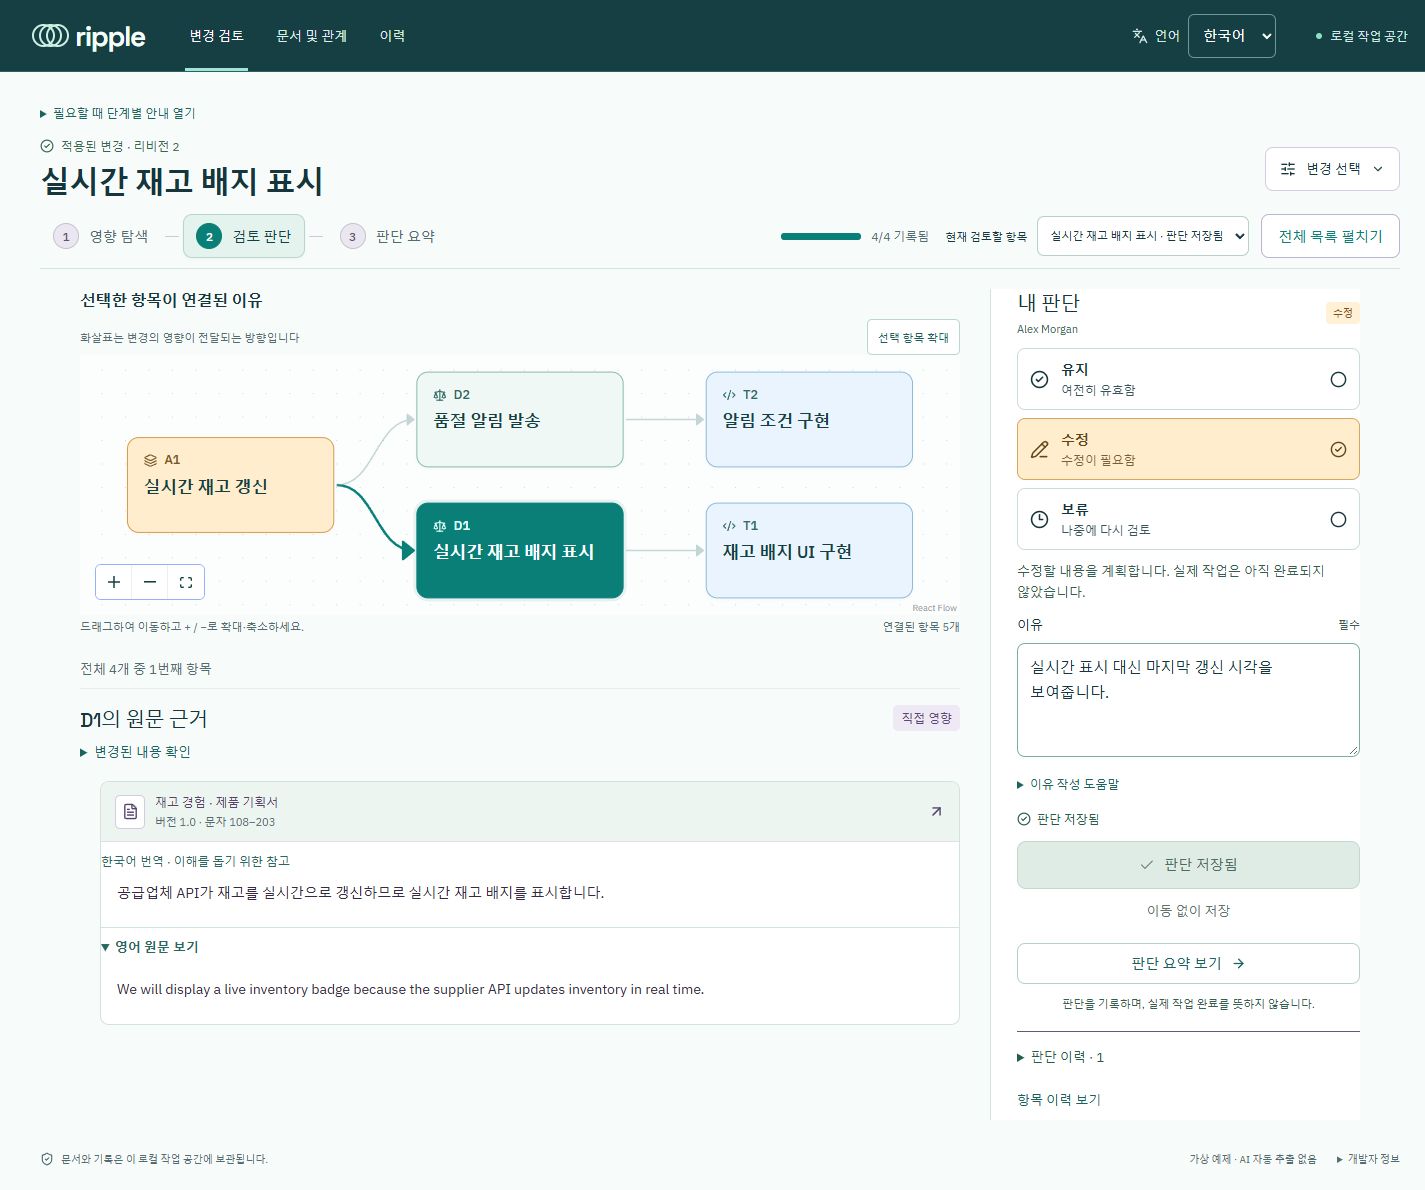 ripple
변경 검토
문서 및 관계
이력
언어
한국어
로컬 작업 공간
필요할 때 단계별 안내 열기
적용된 변경 · 리비전 2
실시간 재고 배지 표시
변경 선택
1 영향 탐색
2 검토 판단
3 판단 요약
4/4 기록됨
현재 검토할 항목
실시간 재고 배지 표시 · 판단 저장됨
전체 목록 펼치기
선택한 항목이 연결된 이유
화살표는 변경의 영향이 전달되는 방향입니다
선택 항목 확대
A1
실시간 재고 갱신
D2
품절 알림 발송
T2
알림 조건 구현
D1
실시간 재고 배지 표시
T1
재고 배지 UI 구현
React Flow
드래그하여 이동하고 + / −로 확대·축소하세요.
연결된 항목 5개
전체 4개 중 1번째 항목
D1의 원문 근거
직접 영향
변경된 내용 확인
재고 경험 · 제품 기획서
버전 1.0 · 문자 108–203
한국어 번역 · 이해를 돕기 위한 참고
공급업체 API가 재고를 실시간으로 갱신하므로 실시간 재고 배지를 표시합니다.
영어 원문 보기
We will display a live inventory badge because the supplier API updates inventory in real time.
내 판단
Alex Morgan
수정
유지
여전히 유효함
수정
수정이 필요함
보류
나중에 다시 검토
수정할 내용을 계획합니다. 실제 작업은 아직 완료되지
않았습니다.
이유
필수
실시간 표시 대신 마지막 갱신 시각을
보여줍니다.
이유 작성 도움말
판단 저장됨
판단 저장됨
이동 없이 저장
판단 요약 보기
판단을 기록하며, 실제 작업 완료를 뜻하지 않습니다.
판단 이력 · 1
항목 이력 보기
문서와 기록은 이 로컬 작업 공간에 보관됩니다.
가상 예제 · AI 자동 추출 없음
개발자 정보